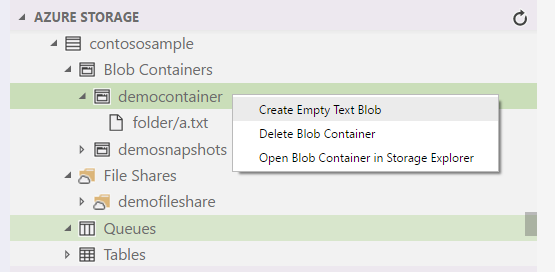 AZURE STORAGE
contososample
Blob Containers
democontainer
Create Empty Text Blob
folder/a.txt
Delete Blob Container
demosnapshots
Open Blob Container in Storage Explorer
File Shares
demofileshare
Queues
Tables